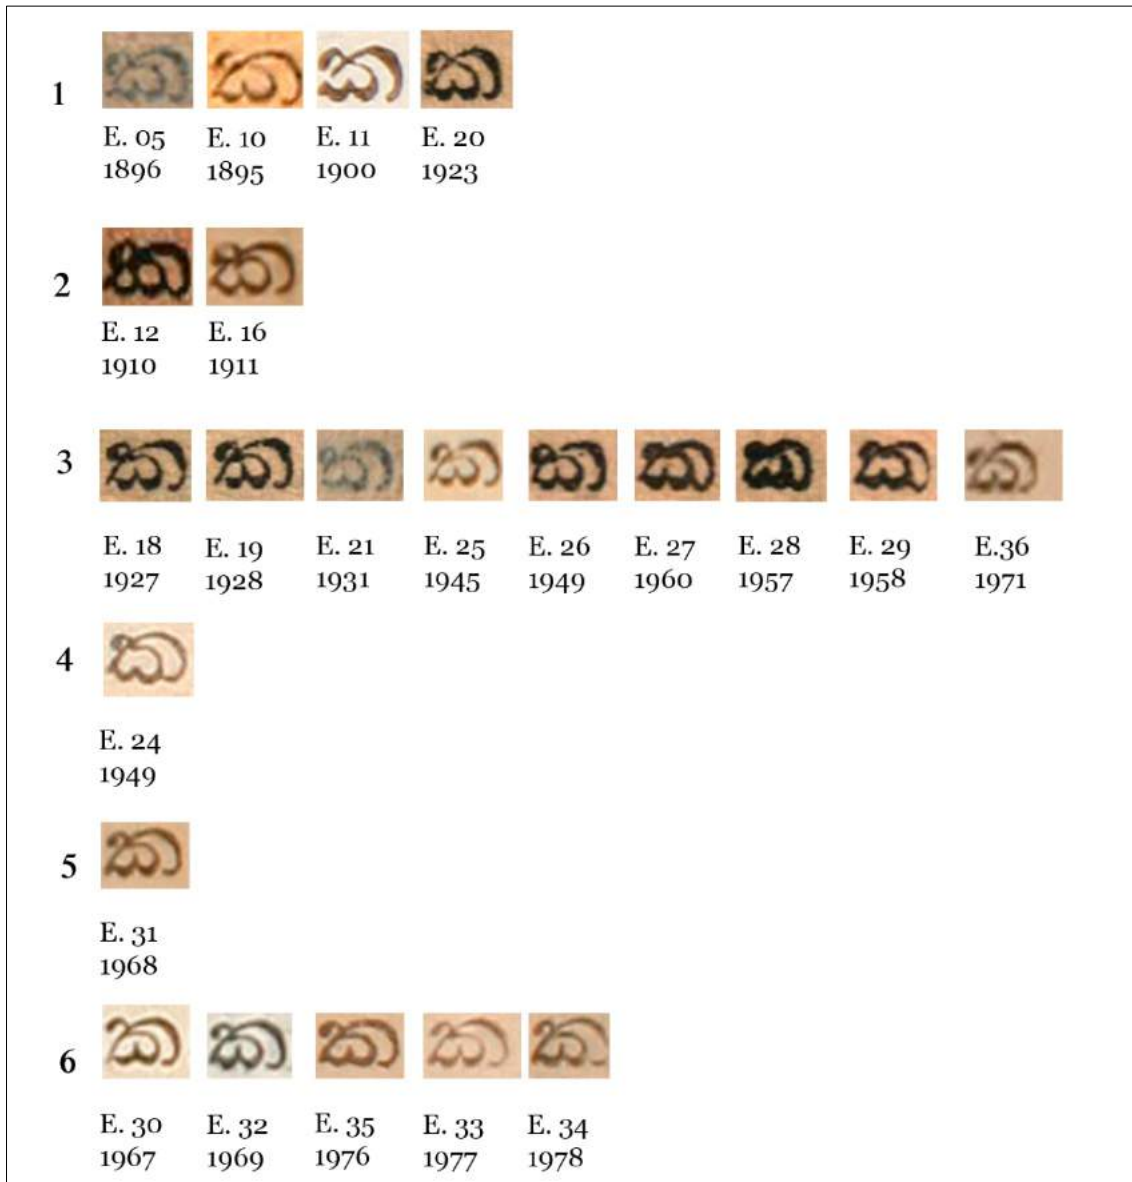 1 ක ක ක ක
E. 05 E. 10 E. 11 E. 20
1896 1895 1900 1923
2 ක ක
E. 12 E. 16
1910 1911
3 ක ක ක ක ක ක ක ක ක
E. 18 E. 19 E. 21 E. 25 E. 26 E. 27 E. 28 E. 29 E.36
1927 1928 1931 1945 1949 1960 1957 1958 1971
4 ක
E. 24
1949
5 ක
E. 31
1968
6 ක ක ක ක ක
E. 30 E. 32 E. 35 E. 33 E. 34
1967 1969 1976 1977 1978